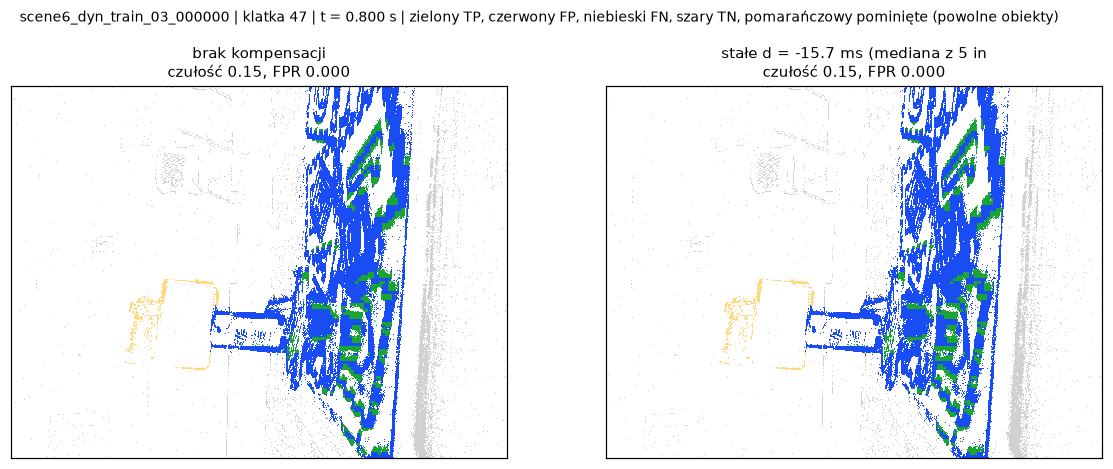 scene6_dyn_train_03_000000 | klatka 47 | t = 0.800 s | zielony TP, czerwony FP, niebieski FN, szary TN, pomarańczowy pominięte (powolne obiekty)
brak kompensacji
czułość 0.15, FPR 0.000
stałe d = -15.7 ms (mediana z 5 in
czułość 0.15, FPR 0.000